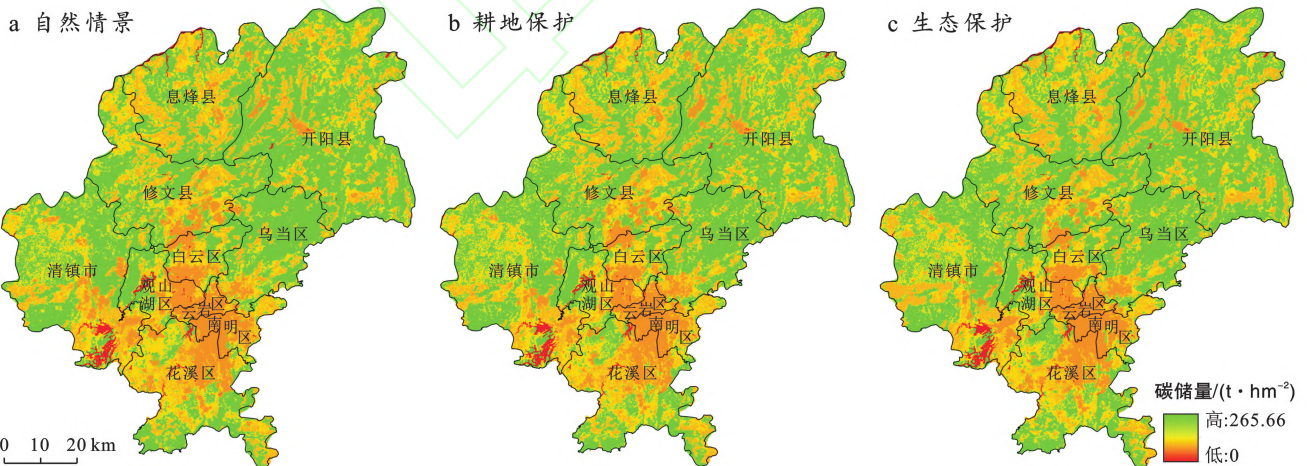 a 自然情景
息烽县
开阳县
修文县
乌当区
白云区
清镇市
观山
湖区
云岩区
南明
区
花溪区
0 10 20 km
b 耕地保护
息烽县
开阳县
修文县
乌当区
白云区
清镇市
观山
湖区
云岩区
南明
区
花溪区
c 生态保护
息烽县
开阳县
修文县
乌当区
白云区
清镇市
观山
湖区
云岩区
南明
区
花溪区
碳储量/(t·hm⁻²)
高:265.66
低:0